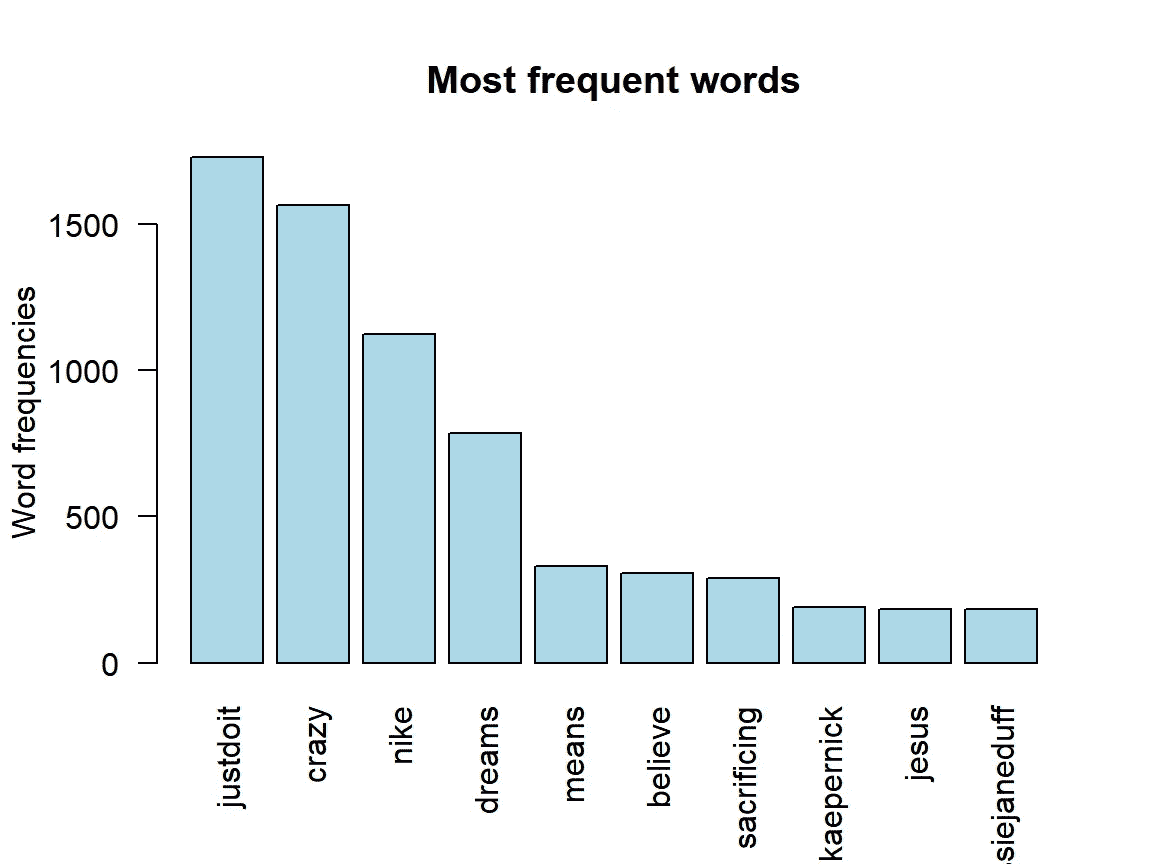 Most frequent words
Word frequencies
1500
1000
500
0
justdoit
crazy
nike
dreams
means
believe
sacrificing
kaepernick
jesus